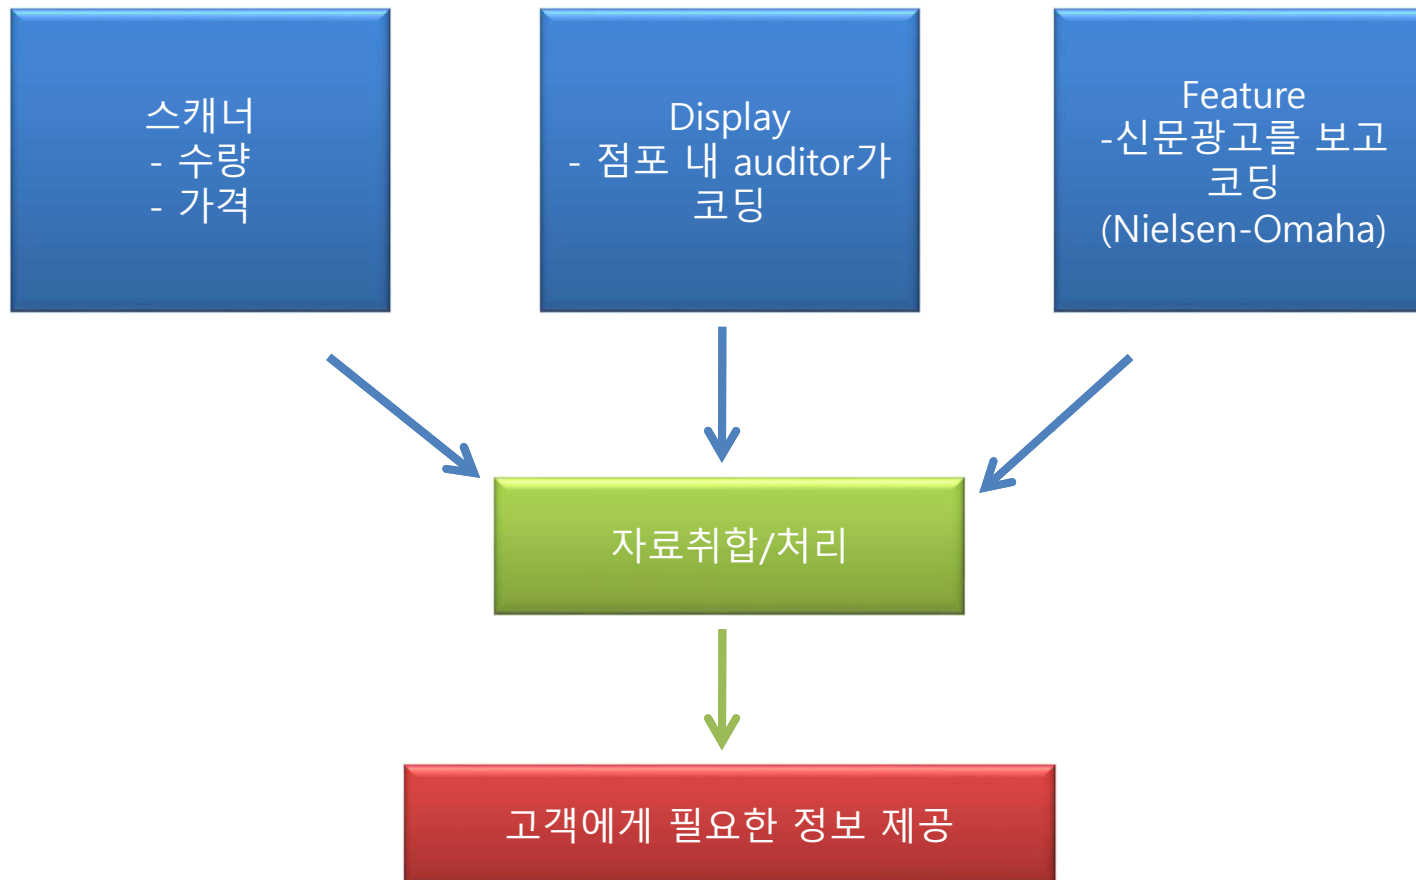 스캐너
- 수량
- 가격
Display
- 점포 내 auditor가
코딩
Feature
-신문광고를 보고
코딩
(Nielsen-Omaha)
자료취합/처리
고객에게 필요한 정보 제공